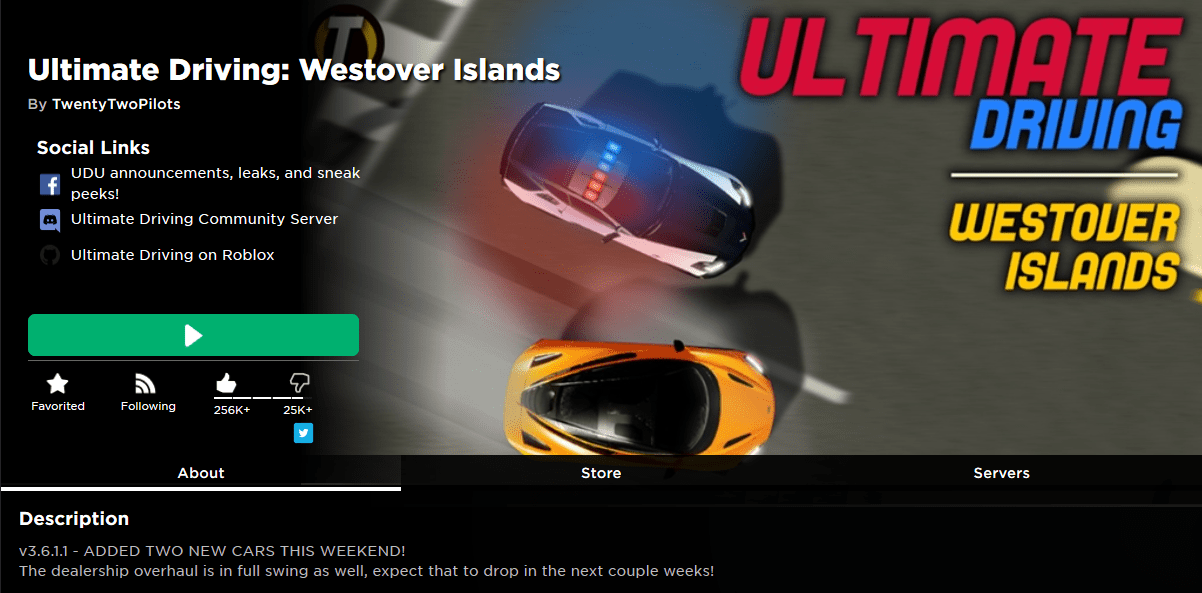 Ultimate Driving: Westover Islands
By TwentyTwoPilots
Social Links
UDU announcements, leaks, and sneak
peeks!
Ultimate Driving Community Server
Ultimate Driving on Roblox
Favorited
Following
256K+
25K+
T
ULTIMATE
DRIVING
WESTOVER
ISLANDS
About
Store
Servers
Description
v3.6.1.1 - ADDED TWO NEW CARS THIS WEEKEND!
The dealership overhaul is in full swing as well, expect that to drop in the next couple weeks!